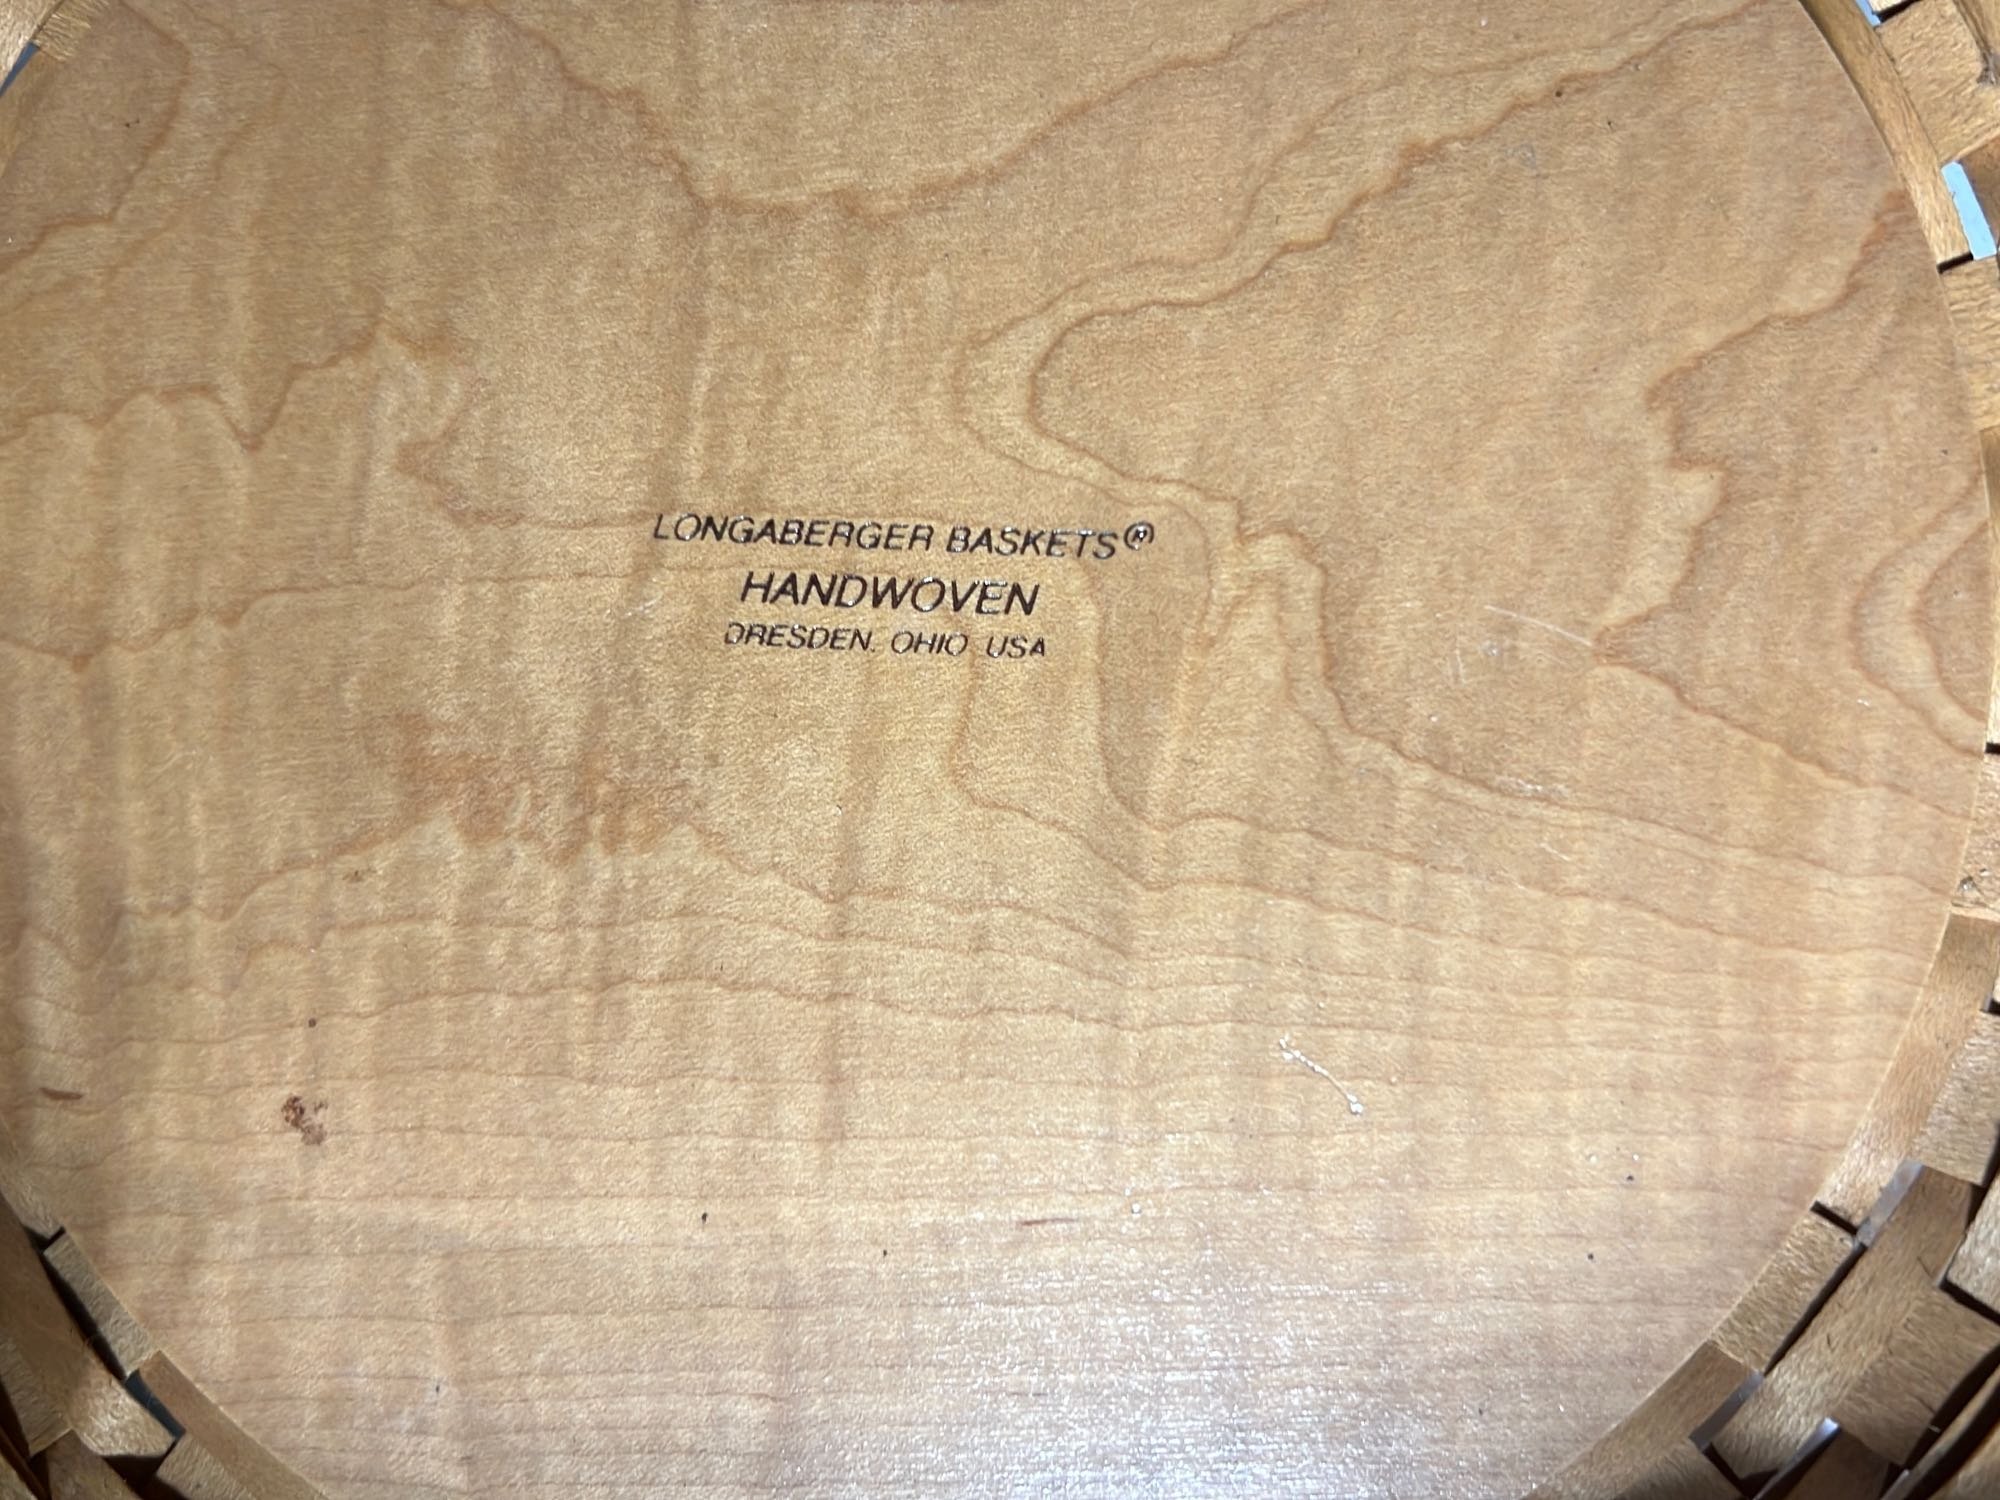 LONGABERGER BASKETS®
HANDWOVEN
DRESDEN, OHIO USA